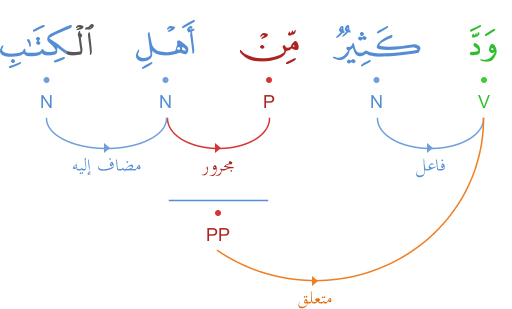 وَدَّ كَثِيرٌ مِّنْ أَهْلِ ٱلْكِتَـٰبِ
V N P N N
فاعل مجرور مضاف إليه
PP
متعلق